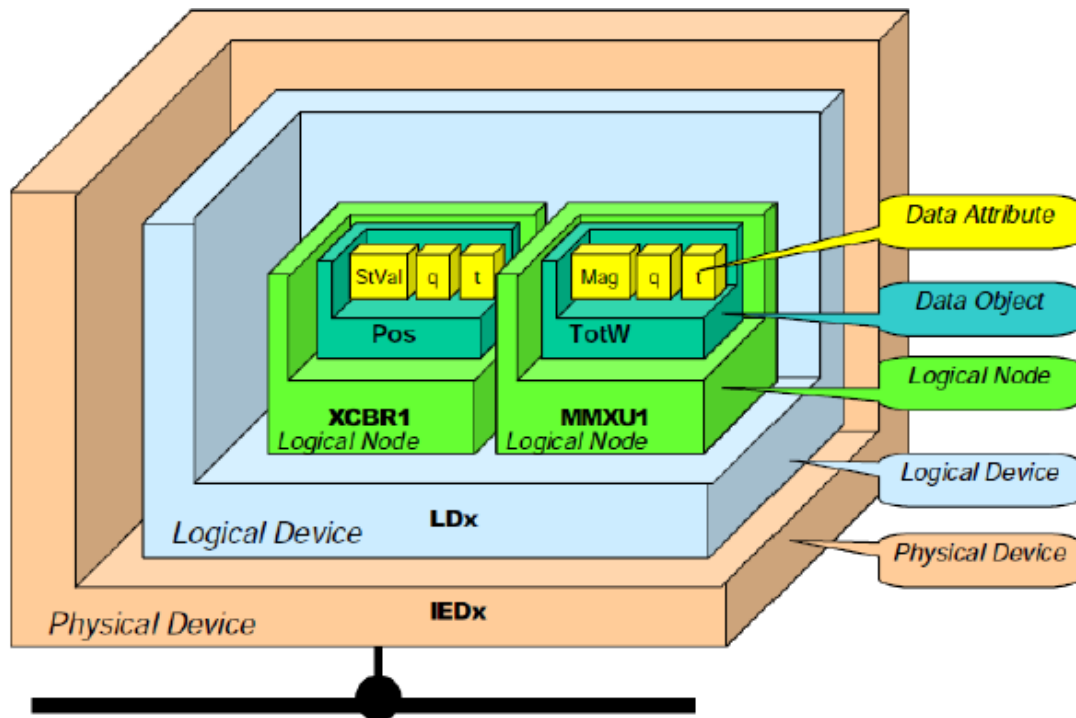 Data Attribute
StVal q t
Mag q t
Data Object
Pos
TotW
Logical Node
XCBR1
Logical Node
MMXU1
Logical Node
Logical Device
LDx
Logical Device
Physical Device
IEDx
Physical Device